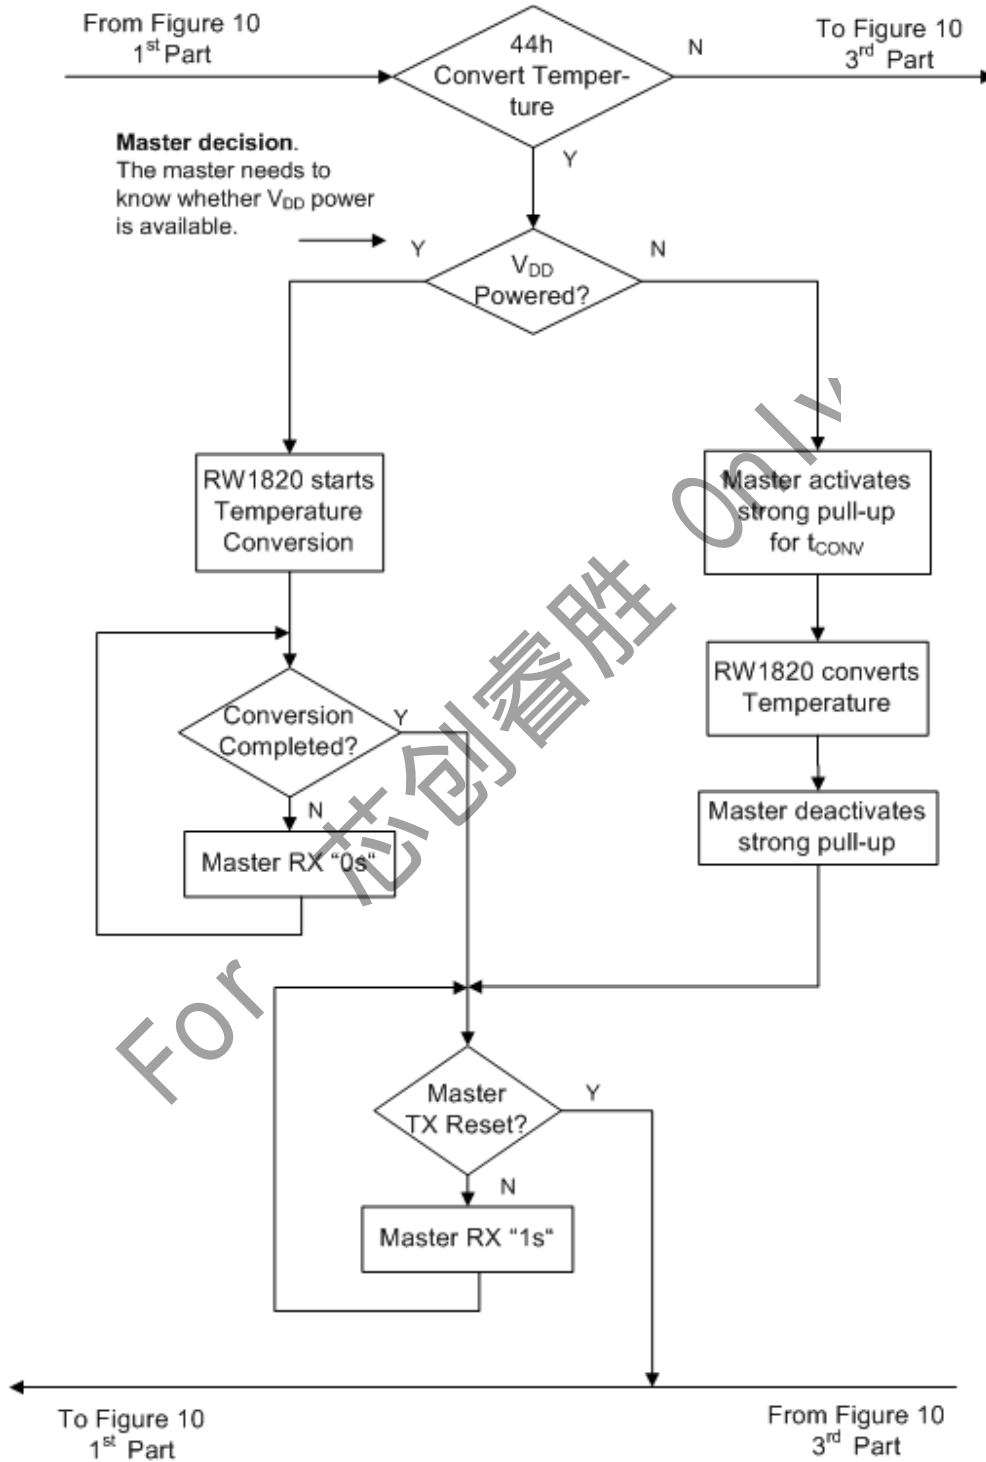 From Figure 10
1st Part
44h
Convert Temper-
ture
N
To Figure 10
3rd Part
Y
Master decision.
The master needs to
know whether VDD power
is available.
Y
VDD
Powered?
N
RW1820 starts
Temperature
Conversion
Master activates
strong pull-up
for tCONV
Conversion
Completed?
Y
N
Master RX “0s“
RW1820 converts
Temperature
Master deactivates
strong pull-up
Master
TX Reset?
Y
N
Master RX “1s“
To Figure 10
1st Part
From Figure 10
3rd Part
For 芯创睿胜 only